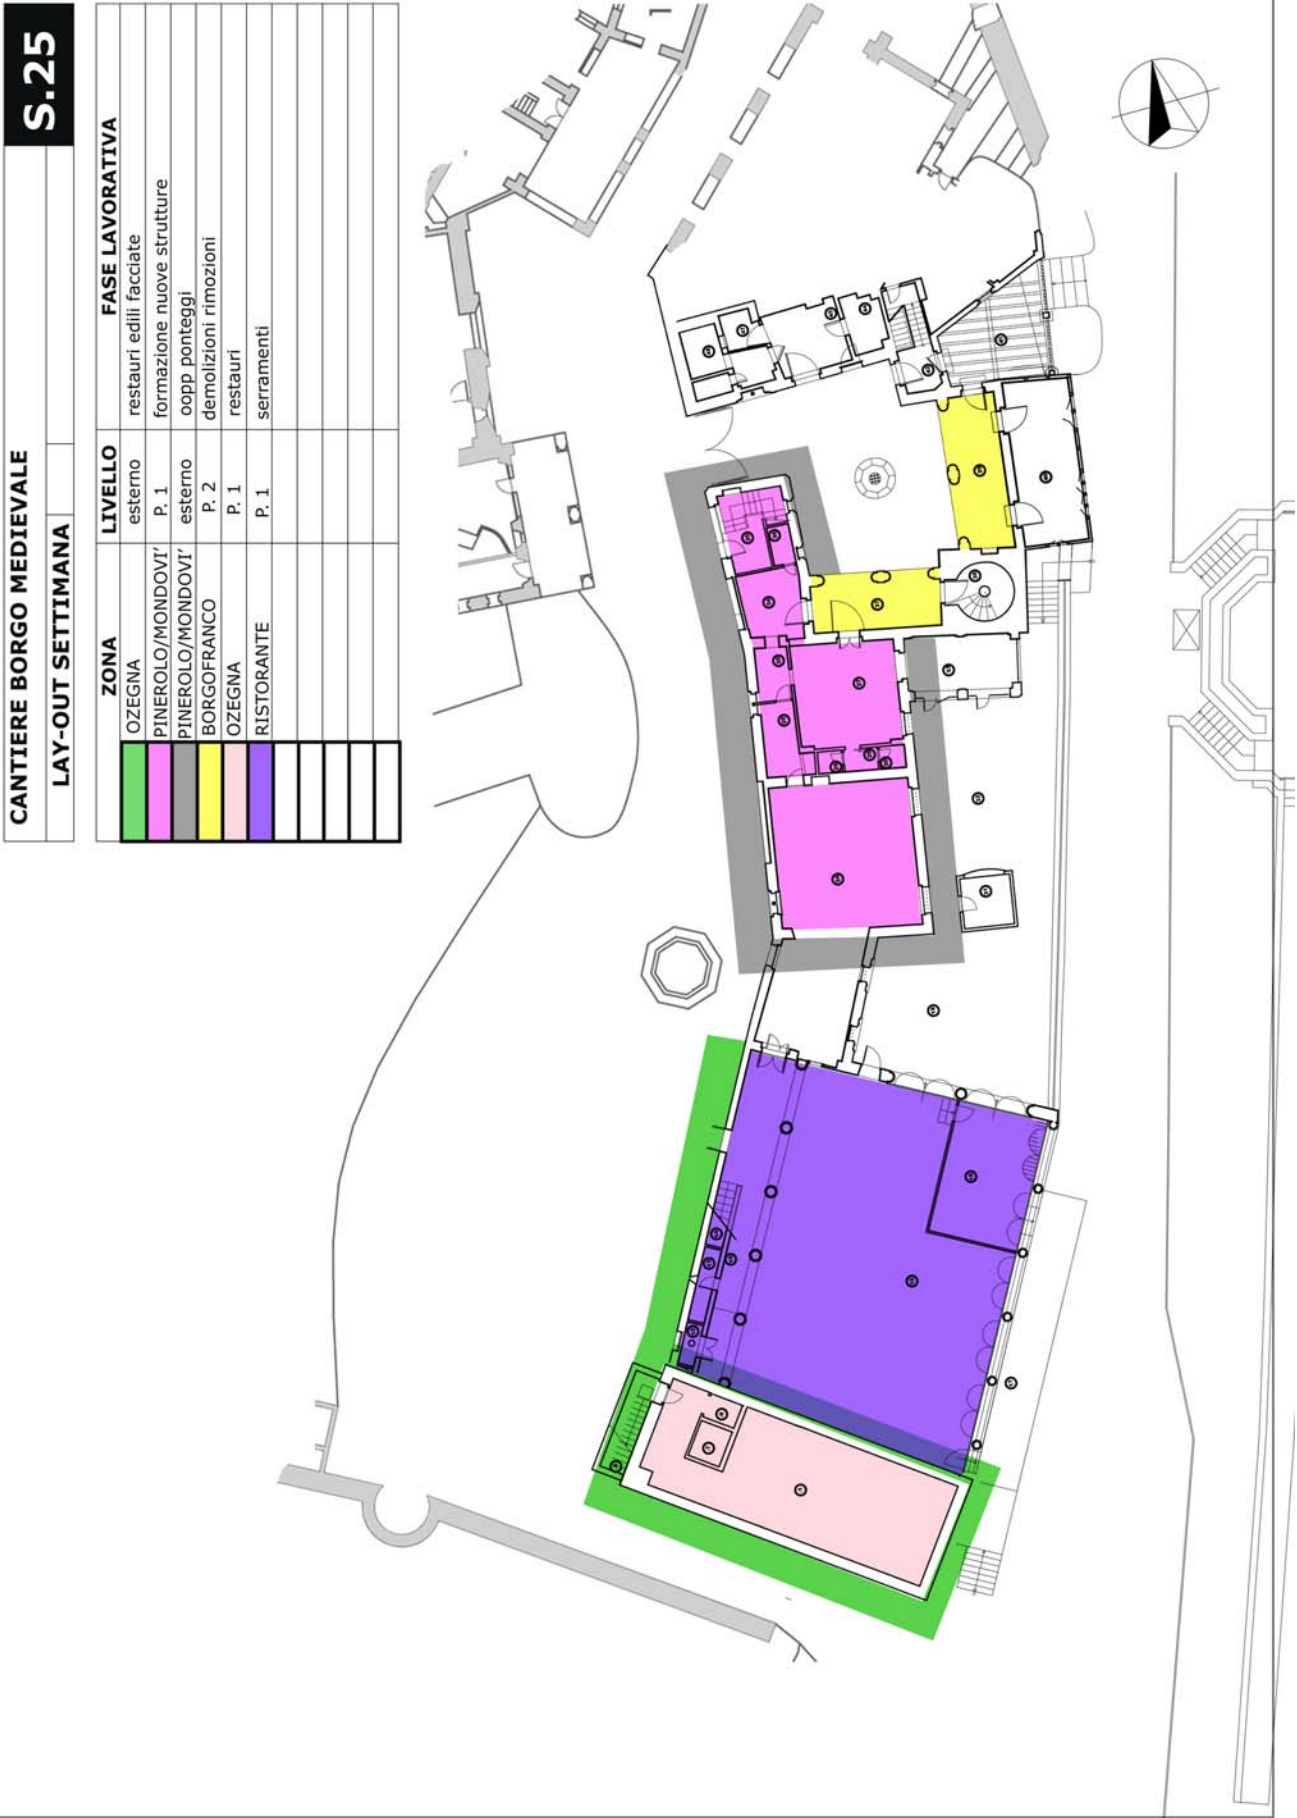 CANTIERE BORGO MEDIEVALE
S.25
LAY-OUT SETTIMANA
ZONA LIVELLO FASE LAVORATIVA
OZEGNA esterno restauri edili facciate
PINEROLO/MONDOVI' P. 1 formazione nuove strutture
PINEROLO/MONDOVI' esterno oopp ponteggi
BORGOFRANCO P. 2 demolizioni rimozioni
OZEGNA P. 1 restauri
RISTORANTE P. 1 serramenti